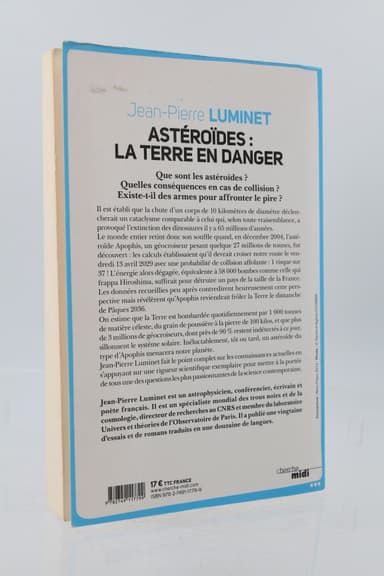 Jean-Pierre LUMINET
ASTÉROÏDES :
LA TERRE EN DANGER
Que sont les astéroïdes ?
Quelles conséquences en cas de collision ?
Existe-t-il des armes pour affronter le pire ?
Il est établi que la chute d'un corps de 10 kilomètres de diamètre déclen-
cherait un cataclysme comparable à celui qui, selon toute vraisemblance, a
provoqué l'extinction des dinosaures il y a 65 millions d'années.
Le monde entier retint donc son souffle quand, en décembre 2004, l'asté-
roïde Apophis, un géocroiseur pesant quelque 27 millions de tonnes, fut
découvert : les calculs établissaient qu'il devait croiser notre route le ven-
dredi 13 avril 2029 avec une probabilité de collision affolante : 1 risque sur
37 ! L'énergie alors dégagée, équivalente à 58 000 bombes comme celle qui
frappa Hiroshima, suffirait pour détruire un pays de la taille de la France.
Les données recueillies peu après contredirent heureusement cette pers-
pective mais révélèrent qu'Apophis reviendrait frôler la Terre le dimanche
de Pâques 2036.
On estime que la Terre est bombardée quotidiennement par 1 000 tonnes
de matière céleste, du grain de poussière à la pierre de 100 kilos, et que plus
de 3 millions de géocroiseurs, dont près de 90 % restent indétectés à ce jour,
sillonnent le système solaire. Inéluctablement, tôt ou tard, un astéroïde du
type d'Apophis menacera notre planète.
Jean-Pierre Luminet fait le point complet sur les connaissances actuelles en
s'appuyant sur une rigueur scientifique exemplaire pour mettre à la portée
de tous une des questions les plus passionnantes de la science contemporaine.
Jean-Pierre Luminet est un astrophysicien, conférencier, écrivain et
poète français. Il est un spécialiste mondial des trous noirs et de la
cosmologie, directeur de recherches au CNRS et membre du laboratoire
Univers et théories de l'Observatoire de Paris. Il a publié une vingtaine
d'essais et de romans traduits en une douzaine de langues.
17 € TTC FRANCE
www.cherche-midi.com
cherche
midi